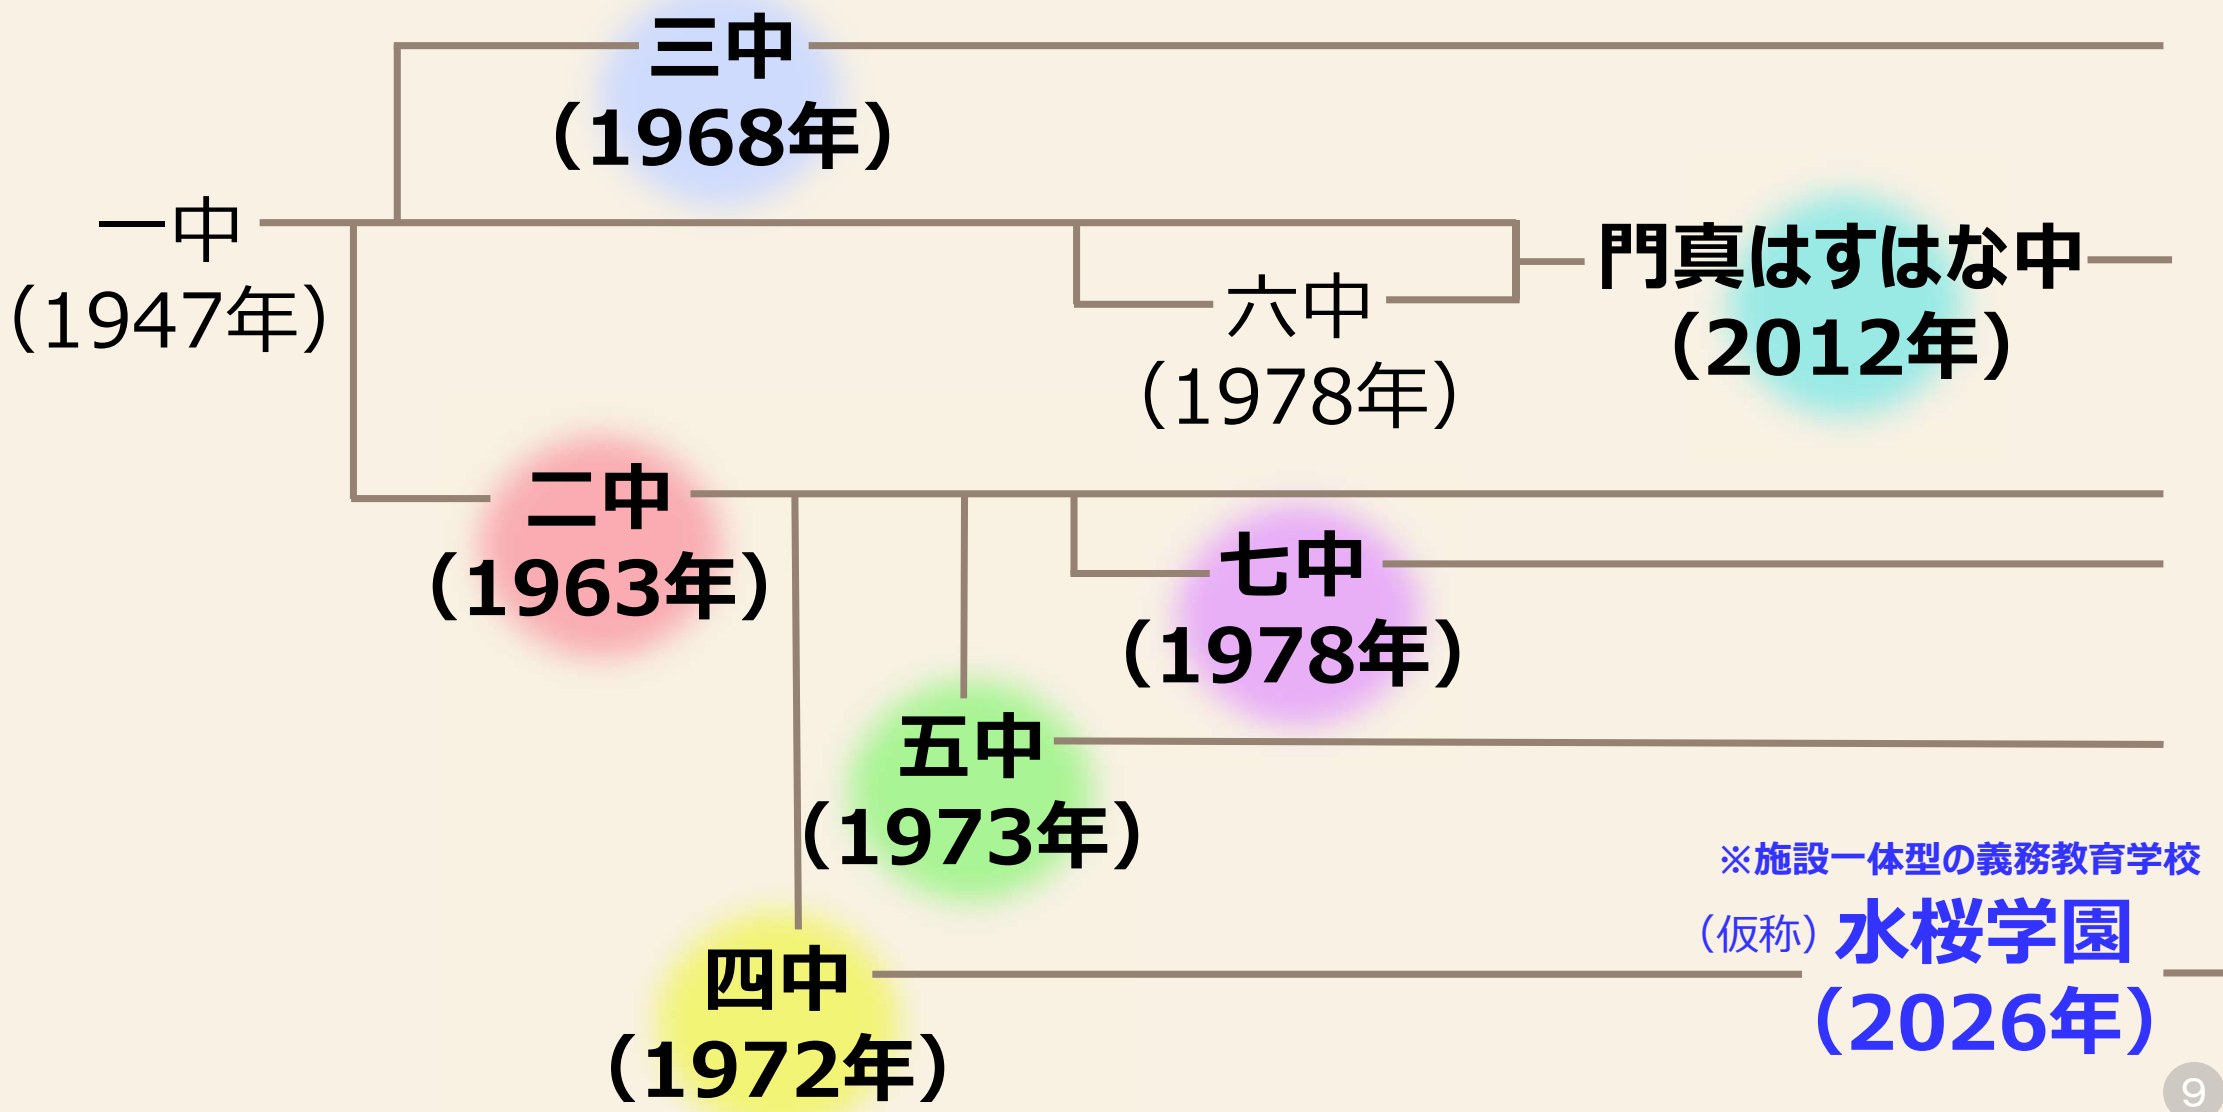 三中
（1968年）
一中
（1947年）
六中
（1978年）
門真はすはな中
（2012年）
二中
（1963年）
七中
（1978年）
五中
（1973年）
四中
（1972年）
※施設一体型の義務教育学校
（仮称）水桜学園
（2026年）
9